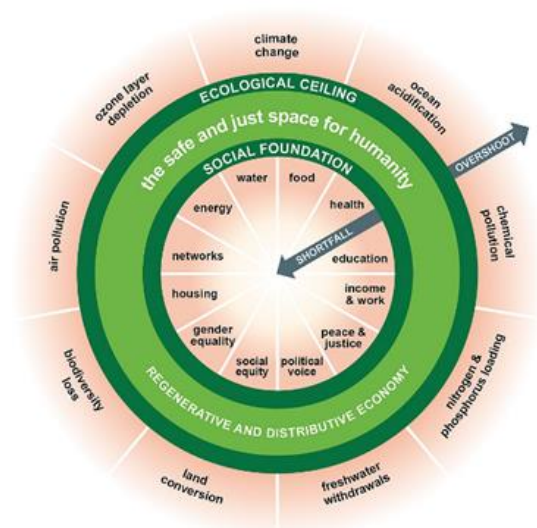 climate
change
ocean
acidification
chemical
pollution
nitrogen &
phosphorus loading
freshwater
withdrawals
land
conversion
biodiversity
loss
air pollution
ozone layer
depletion
ECOLOGICAL CEILING
OVERSHOOT
the safe and just space for humanity
SOCIAL FOUNDATION
water
food
health
SHORTFALL
education
income
& work
peace &
justice
political
voice
social
equity
gender
equality
housing
networks
energy
REGENERATIVE AND DISTRIBUTIVE ECONOMY